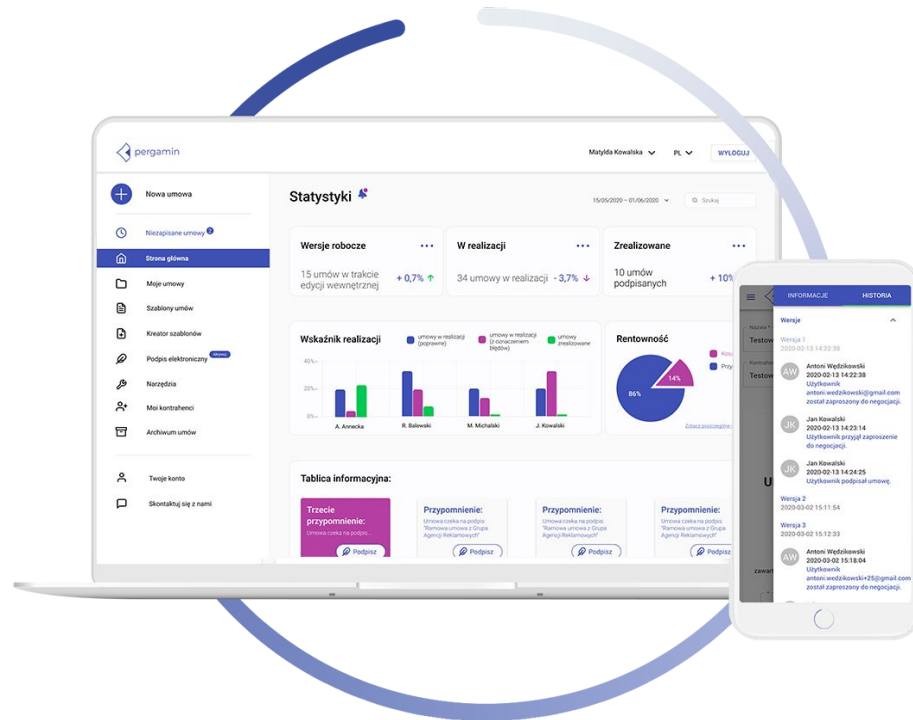 pergamin
Matylda Kowalska
PL
WYLOGUJ
Nowa umowa
Niezapisane umowy 2
Strona główna
Moje umowy
Szablony umów
Kreator szablonów
Podpis elektroniczny
Narzędzia
Moi kontrahenci
Archiwum umów
Twoje konto
Skontaktuj się z nami
Statystyki
15/05/2020 – 01/06/2020
Szukaj
Wersje robocze
15 umów w trakcie
edycji wewnętrznej
+ 0,7%
W realizacji
34 umowy w realizacji
- 3,7%
Zrealizowane
10 umów
podpisanych
+ 10%
Wskaźnik realizacji
umowy w realizacji
(poprawne)
umowy w realizacji
(z oznaczeniem
błędów)
umowy
zrealizowane
40%
20%
0%
A. Annecka
R. Balewski
M. Michalski
J. Kowalski
Rentowność
14%
86%
Tablica informacyjna:
Trzecie
przypomnienie:
Umowa czeka na podpis...
Podpisz
Przypomnienie:
Umowa czeka na podpis:
"Ramowa umowa z Grupa
Agencji Reklamowych"
Podpisz
Przypomnienie:
Umowa czeka na podpis:
"Ramowa umowa z Grupa
Agencji Reklamowych"
Podpisz
Przypomnienie:
Umowa czeka na podpis:
"Ramowa umowa z Grupa
Agencji Reklamowych"
Podpisz
INFORMACJE
HISTORIA
Nazwa *
Testow
Testow
Wersje
Wersja 1
2020-02-13 14:22:38
AW
Antoni Wędzikowski
2020-02-13 14:22:38
Użytkownik
antoni.wedzikowski@gmail.com
został zaproszony do negocjacji.
JK
Jan Kowalski
2020-02-13 14:23:14
Użytkownik przyjął zaproszenie
do negocjacji.
JK
Jan Kowalski
2020-02-13 14:24:25
Użytkownik podpisał umowę.
Wersja 2
2020-03-02 15:11:54
Wersja 3
2020-03-02 15:12:33
AW
Antoni Wędzikowski
2020-03-02 15:18:04
Użytkownik
antoni.wedzikowski+25@gmail.com
został zaproszony do negocjacji.
U
zawart